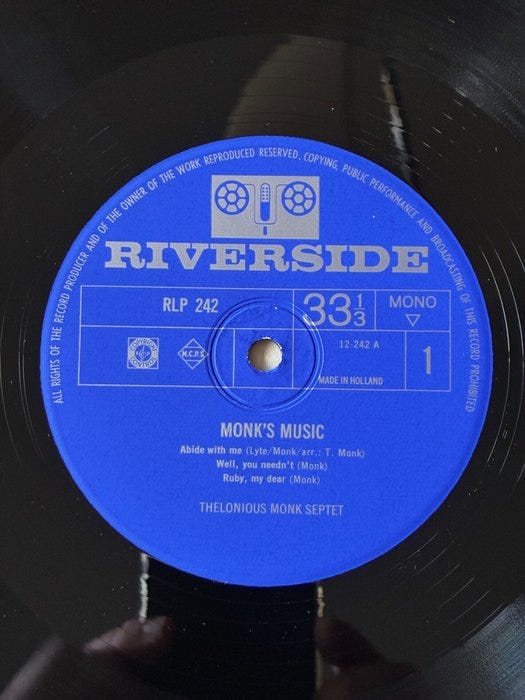 ALL RIGHTS OF THE RECORD PRODUCER AND OF THE OWNER OF THE WORK REPRODUCED RESERVED. COPYING, PUBLIC PERFORMANCE AND BROADCASTING OF THIS RECORD PROHIBITED
RIVERSIDE
RLP 242
33 1/3
MONO
▽
N.C.P.S.
12-242 A
MADE IN HOLLAND
1
MONK'S MUSIC
Abide with me (Lyte/Monk/arr.: T. Monk)
Well, you needn't (Monk)
Ruby, my dear (Monk)
THELONIOUS MONK SEPTET